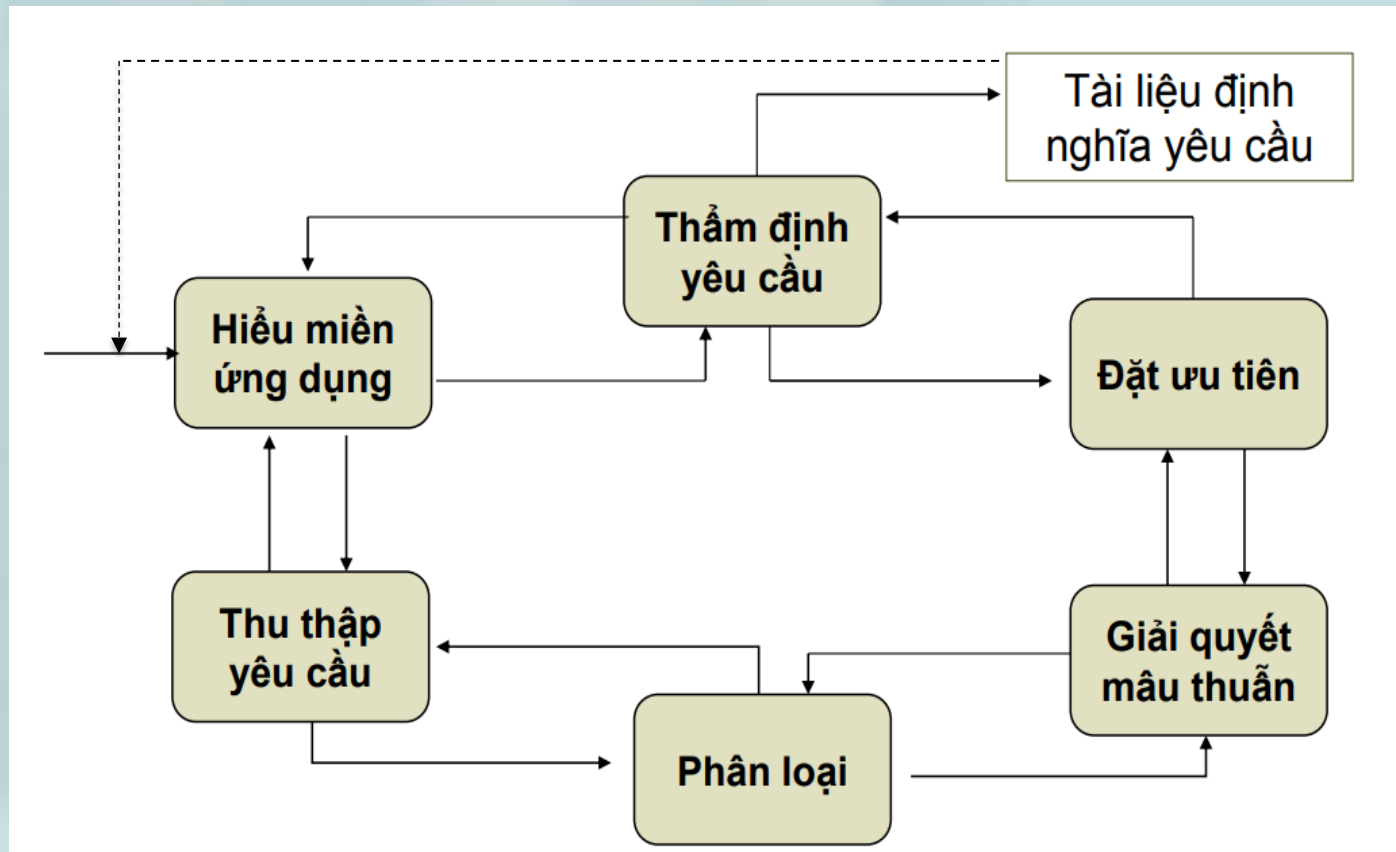 Tài liệu định
nghĩa yêu cầu
Thẩm định
yêu cầu
Hiểu miền
ứng dụng
Đặt ưu tiên
Thu thập
yêu cầu
Giải quyết
mâu thuẫn
Phân loại